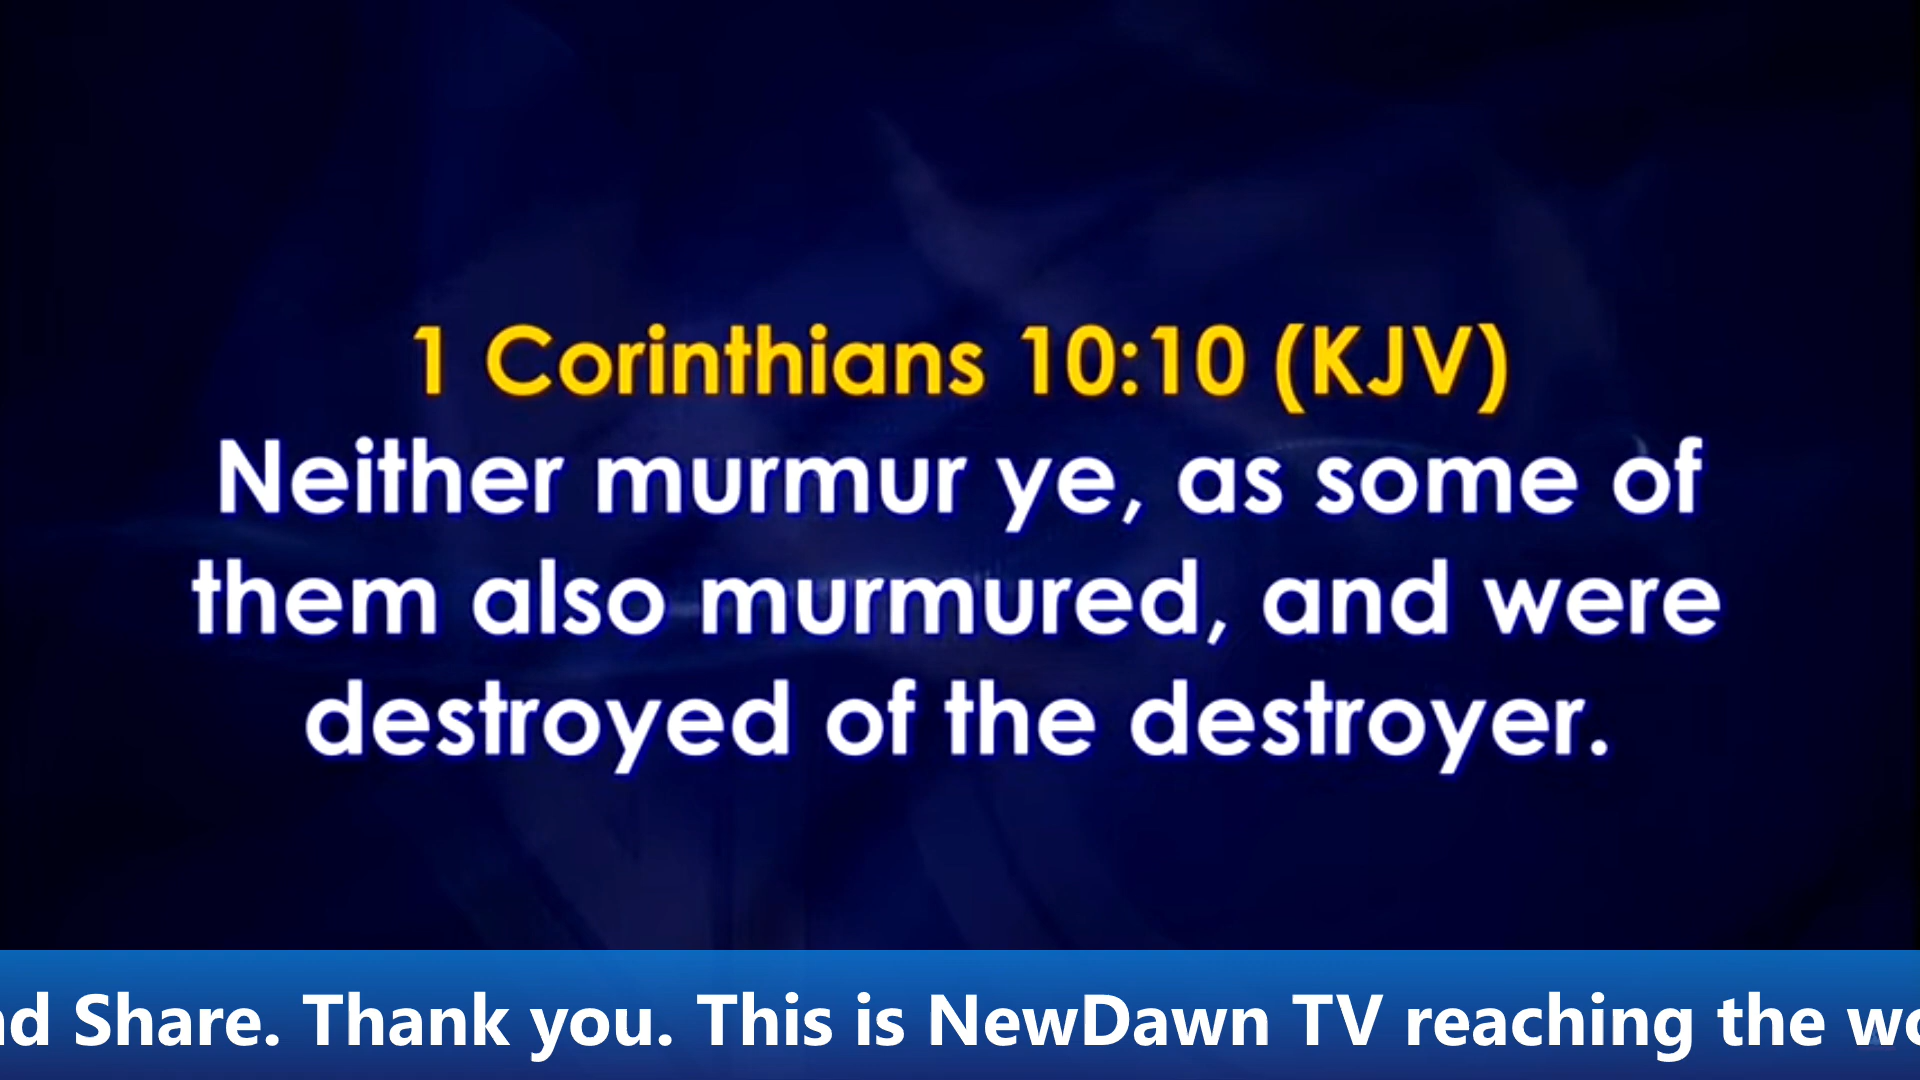 1 Corinthians 10:10 (KJV)
Neither murmur ye, as some of
them also murmured, and were
destroyed of the destroyer.
Share. Thank you. This is NewDawn TV reaching the